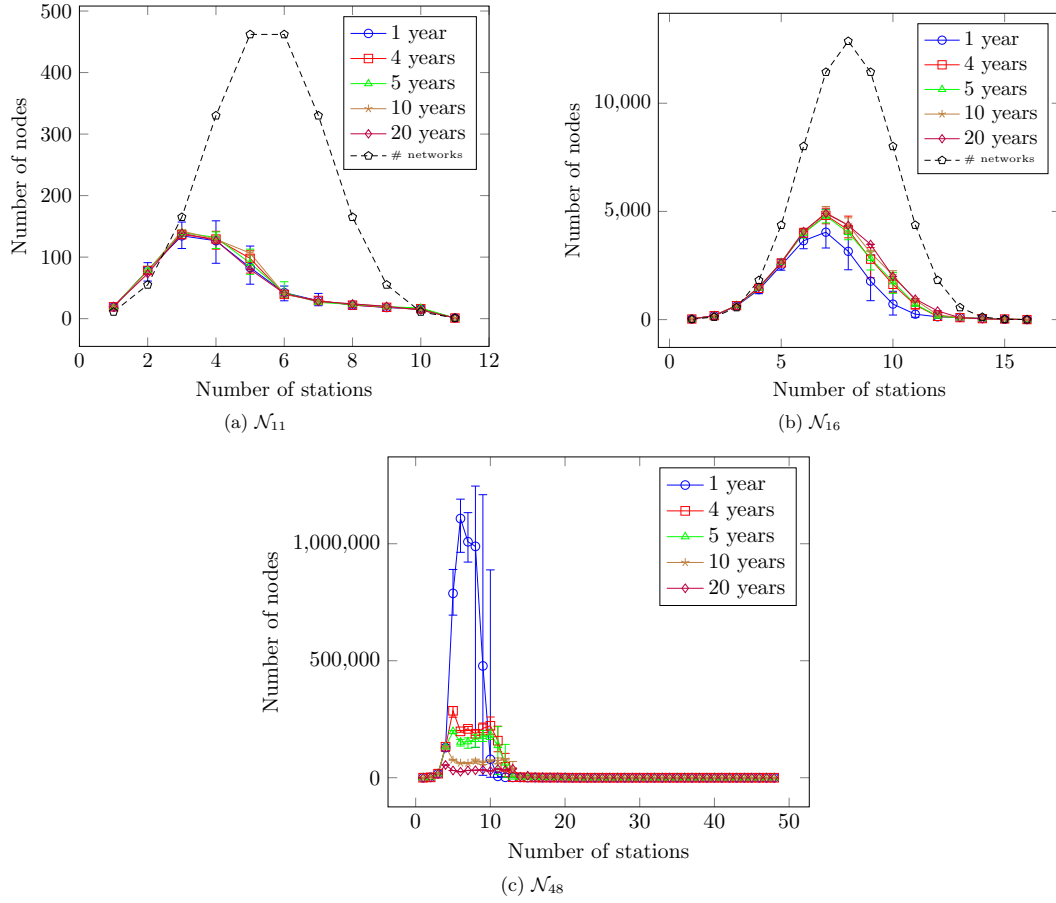 500
400
300
200
100
0
Number of nodes
1 year
4 years
5 years
10 years
20 years
# networks
0 2 4 6 8 10 12
Number of stations
(a) N11
10,000
5,000
0
Number of nodes
1 year
4 years
5 years
10 years
20 years
# networks
0 5 10 15
Number of stations
(b) N16
1,000,000
500,000
0
Number of nodes
1 year
4 years
5 years
10 years
20 years
0 10 20 30 40 50
Number of stations
(c) N48